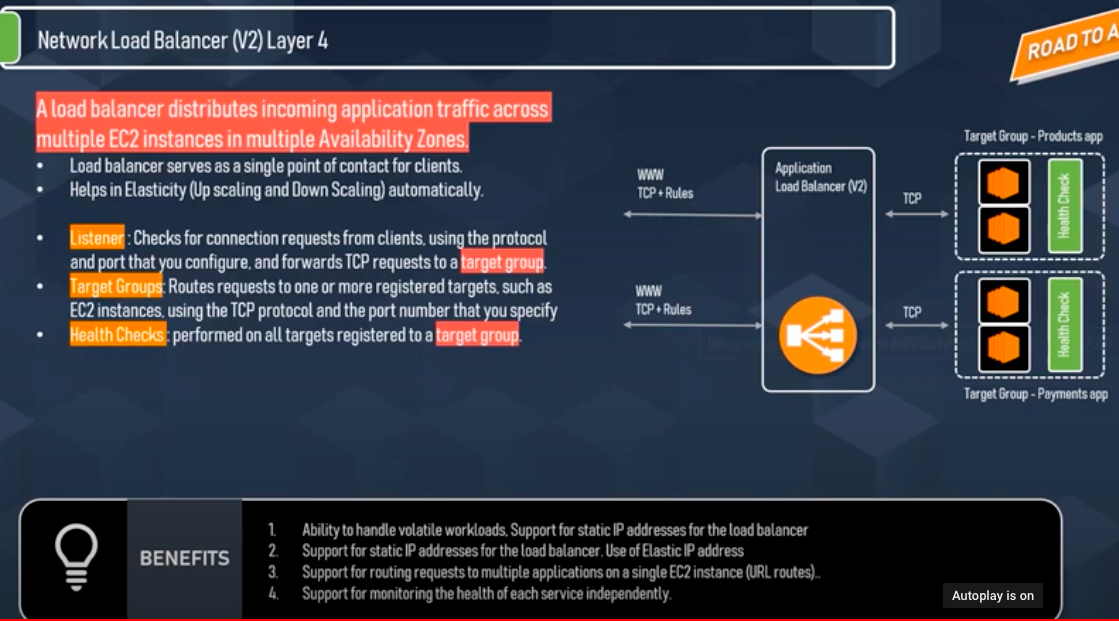 Network Load Balancer (V2) Layer 4
ROAD TO A
A load balancer distributes incoming application traffic across
multiple EC2 instances in multiple Availability Zones.
• Load balancer serves as a single point of contact for clients.
• Helps in Elasticity (Up scaling and Down Scaling) automatically.
• Listener : Checks for connection requests from clients, using the protocol
and port that you configure, and forwards TCP requests to a target group.
• Target Groups: Routes requests to one or more registered targets, such as
EC2 instances, using the TCP protocol and the port number that you specify
• Health Checks : performed on all targets registered to a target group.
WWW
TCP + Rules
WWW
TCP + Rules
Application
Load Balancer (V2)
TCP
TCP
Target Group - Products app
Health Check
Health Check
Target Group - Payments app
BENEFITS
1. Ability to handle volatile workloads, Support for static IP addresses for the load balancer
2. Support for static IP addresses for the load balancer. Use of Elastic IP address
3. Support for routing requests to multiple applications on a single EC2 instance (URL routes)..
4. Support for monitoring the health of each service independently.
Autoplay is on